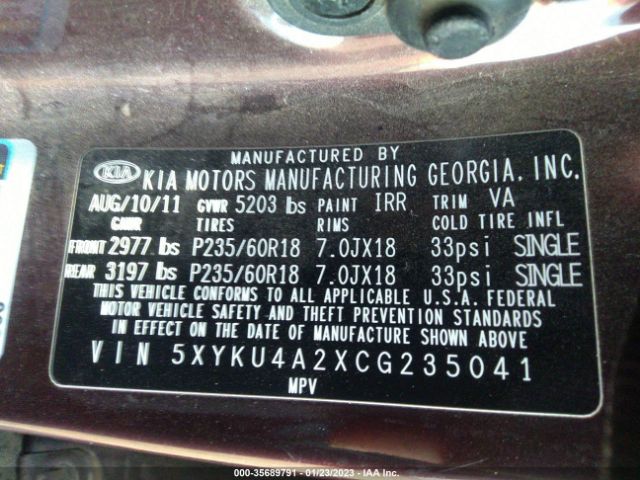 MANUFACTURED BY
KIA KIA MOTORS MANUFACTURING GEORGIA, INC.
AUG/10/11 GVWR 5203 lbs PAINT IRR TRIM VA
GAWR TIRES RIMS COLD TIRE INFL
FRONT 2977 lbs P235/60R18 7.0JX18 33psi SINGLE
REAR 3197 lbs P235/60R18 7.0JX18 33psi SINGLE
THIS VEHICLE CONFORMS TO ALL APPLICABLE U.S.A. FEDERAL
MOTOR VEHICLE SAFETY AND THEFT PREVENTION STANDARDS
IN EFFECT ON THE DATE OF MANUFACTURE SHOWN ABOVE
VIN 5XYKU4A2XCG235041
MPV
000-35689791 - 01/23/2023 - IAA Inc.